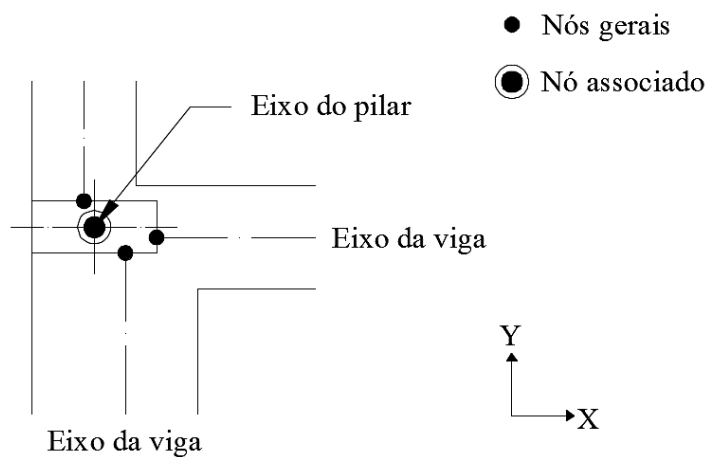 Nós gerais
Nó associado
Eixo do pilar
Eixo da viga
Y
X
Eixo da viga